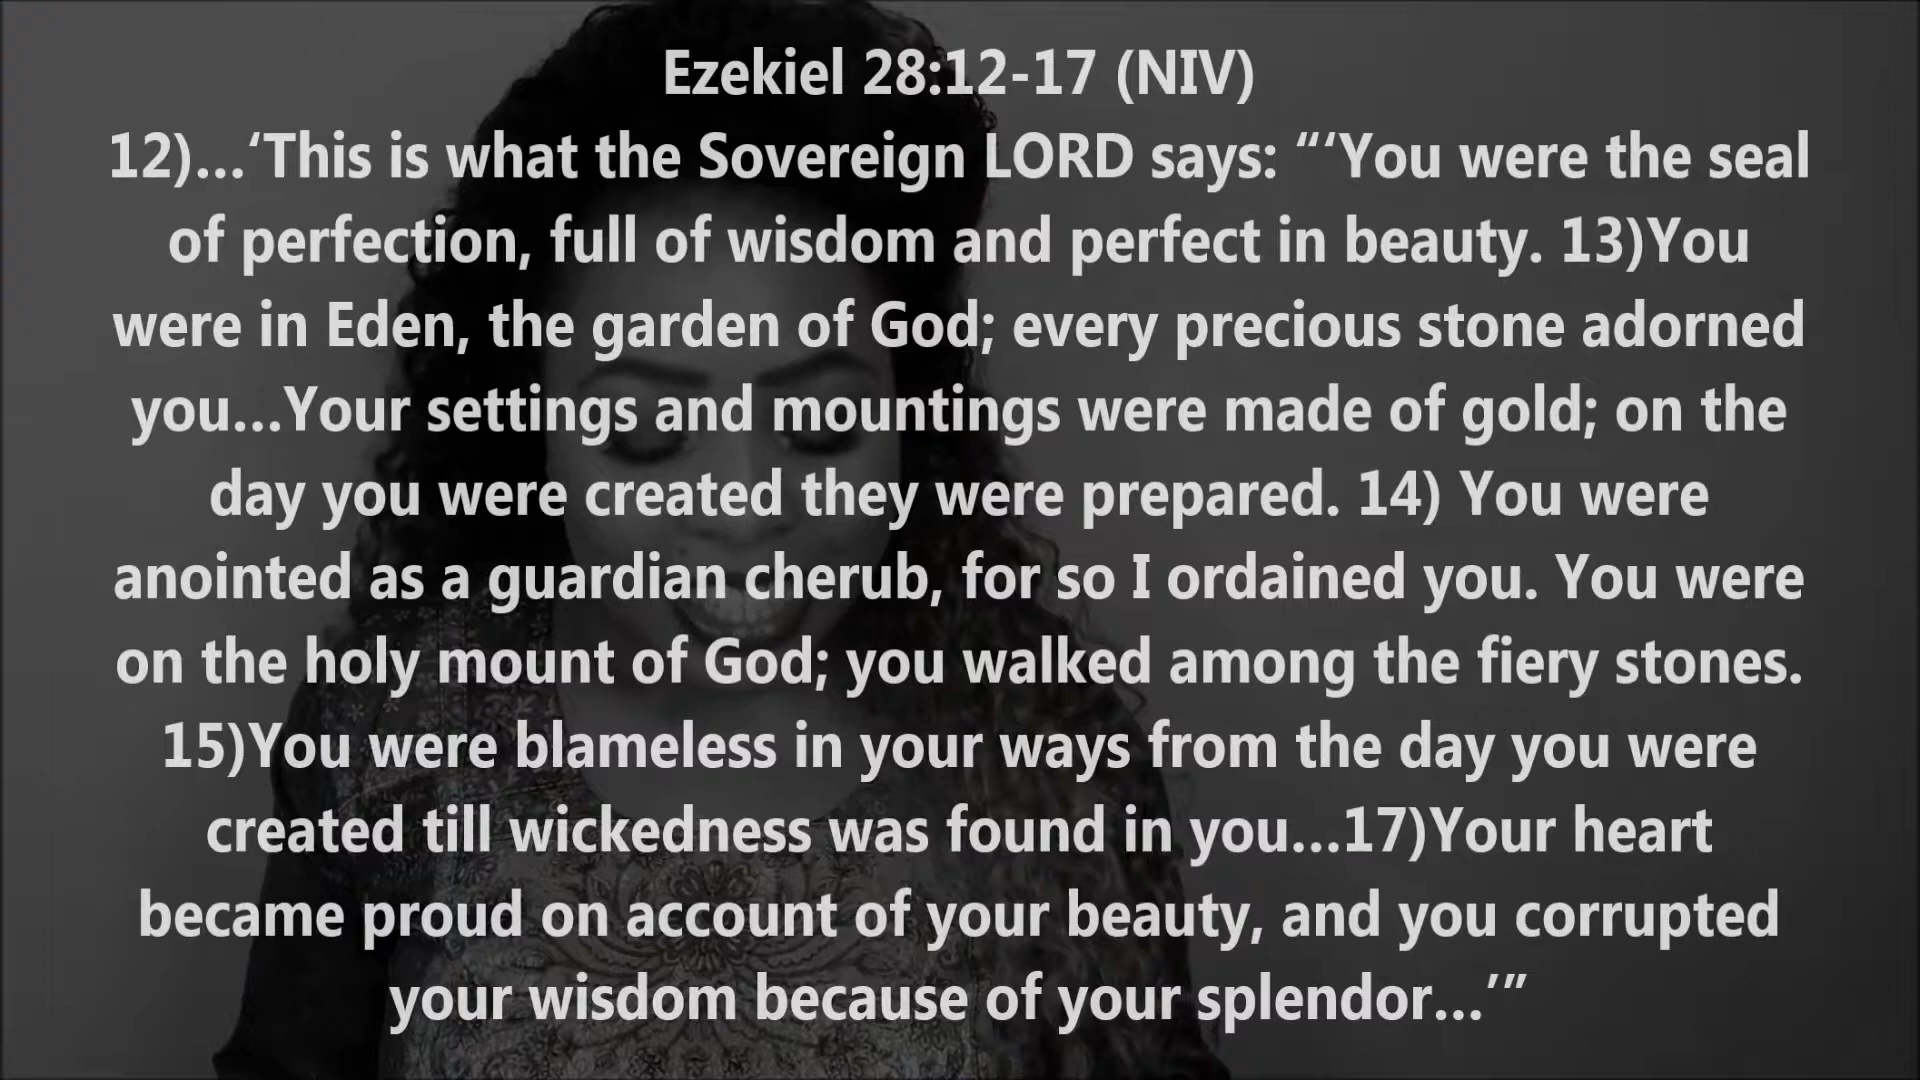 Ezekiel 28:12-17 (NIV)
12)...‘This is what the Sovereign LORD says: “‘You were the seal
of perfection, full of wisdom and perfect in beauty. 13)You
were in Eden, the garden of God; every precious stone adorned
you...Your settings and mountings were made of gold; on the
day you were created they were prepared. 14) You were
anointed as a guardian cherub, for so I ordained you. You were
on the holy mount of God; you walked among the fiery stones.
15)You were blameless in your ways from the day you were
created till wickedness was found in you...17)Your heart
became proud on account of your beauty, and you corrupted
your wisdom because of your splendor...’”